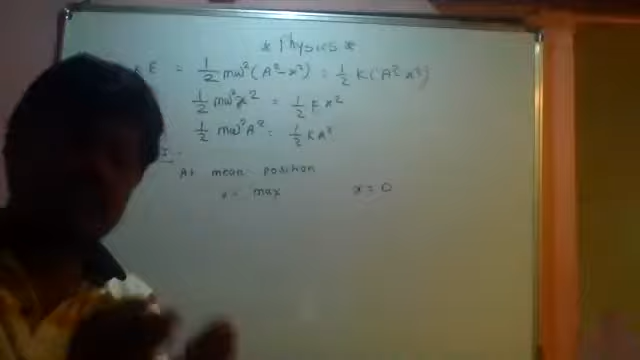 * Physics *
KE = 1/2 mω²(A²-x²) = 1/2 K(A²-x²)
1/2 mω²x² = 1/2 Kx²
1/2 mω²A² = 1/2 KA²
At mean position
v = max x = 0